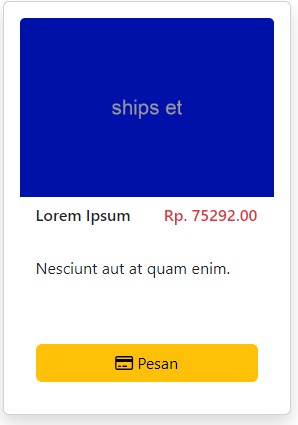 ships et
Lorem Ipsum Rp. 75292.00
Nesciunt aut at quam enim.
Pesan